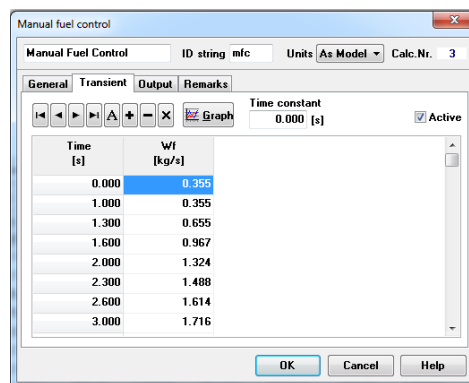 Manual fuel control
Manual Fuel Control ID string mfc Units As Model Calc.Nr. 3
General Transient Output Remarks
A Graph Time constant 0.000 [s] Active
Time [s] Wf [kg/s]
0.000 0.355
1.000 0.355
1.300 0.655
1.600 0.967
2.000 1.324
2.300 1.488
2.600 1.614
3.000 1.716
OK Cancel Help